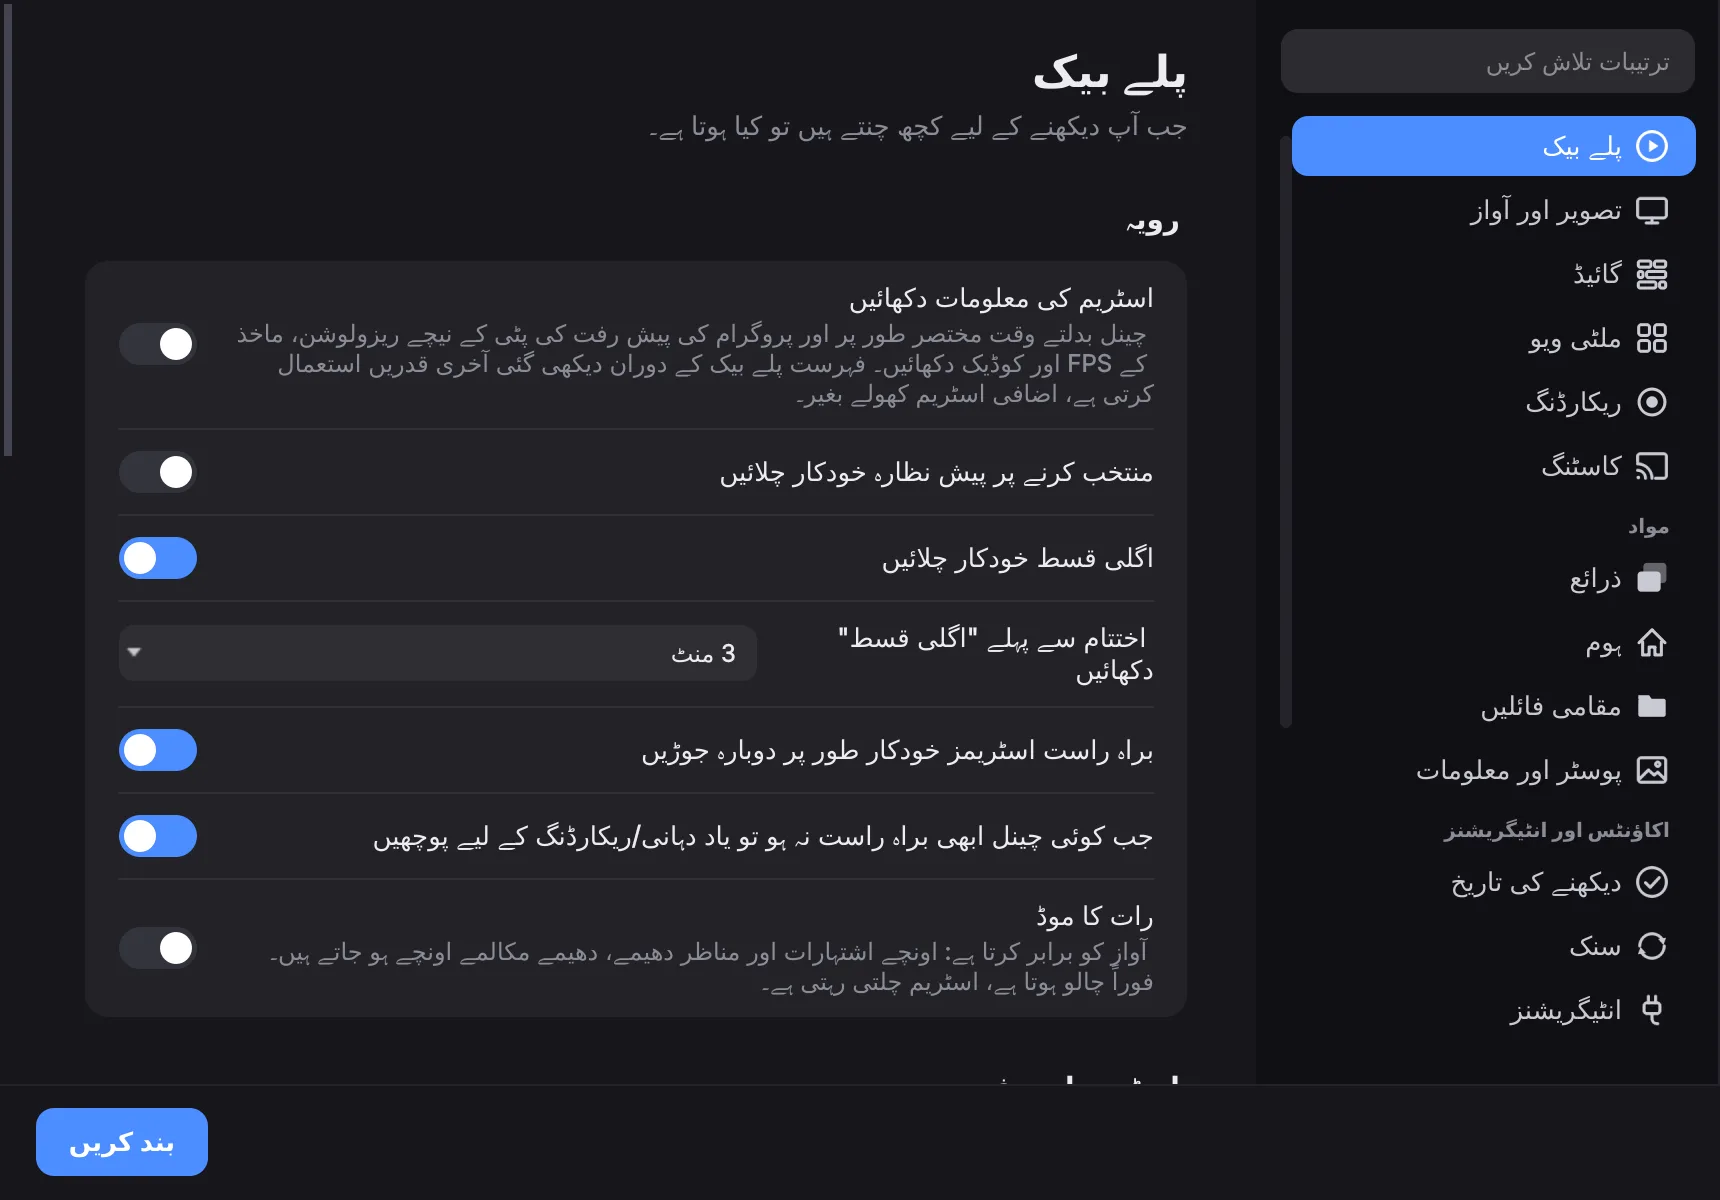 ترتیبات تلاش کریں
پلے بیک
تصویر اور آواز
گائیڈ
ملٹی ویو
ریکارڈنگ
کاسٹنگ
مواد
ذرائع
ہوم
مقامی فائلیں
پوسٹر اور معلومات
اکاؤنٹس اور انٹیگریشنز
دیکھنے کی تاریخ
سنک
انٹیگریشنز
پلے بیک
جب آپ دیکھنے کے لیے کچھ چنتے ہیں تو کیا ہوتا ہے۔
رویہ
اسٹریم کی معلومات دکھائیں
چینل بدلتے وقت مختصر طور پر اور پروگرام کی پیش رفت کی پٹی کے نیچے ریزولوشن، ماخذ
کے FPS اور کوڈیک دکھائیں۔ فہرست پلے بیک کے دوران دیکھی گئی آخری قدریں استعمال
کرتی ہے، اضافی اسٹریم کھولے بغیر۔
منتخب کرنے پر پیش نظارہ خودکار چلائیں
اگلی قسط خودکار چلائیں
اختتام سے پہلے "اگلی قسط"
دکھائیں
3 منٹ
براہ راست اسٹریمز خودکار طور پر دوبارہ جوڑیں
جب کوئی چینل ابھی براہ راست نہ ہو تو یاد دہانی/ریکارڈنگ کے لیے پوچھیں
رات کا موڈ
آواز کو برابر کرتا ہے: اونچے اشتہارات اور مناظر دھیمے، دھیمے مکالمے اونچے ہو جاتے ہیں۔
فوراً چالو ہوتا ہے، اسٹریم چلتی رہتی ہے۔
بند کریں